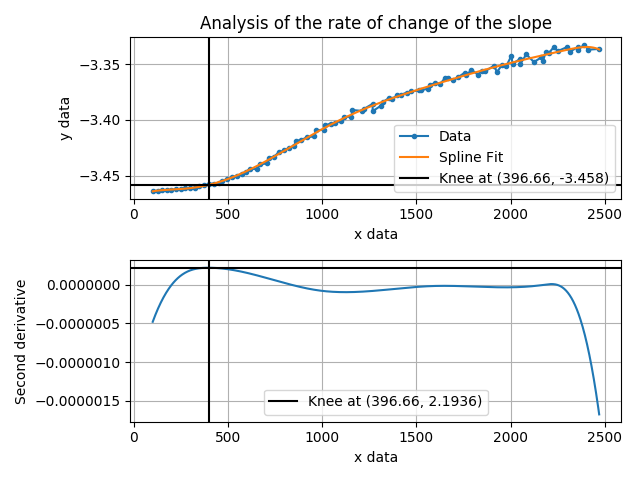 Analysis of the rate of change of the slope
−3.35
−3.40
−3.45
y data
Data
Spline Fit
Knee at (396.66, -3.458)
0 500 1000 1500 2000 2500
x data
0.0000000
−0.0000005
−0.0000010
−0.0000015
Second derivative
Knee at (396.66, 2.1936)
0 500 1000 1500 2000 2500
x data